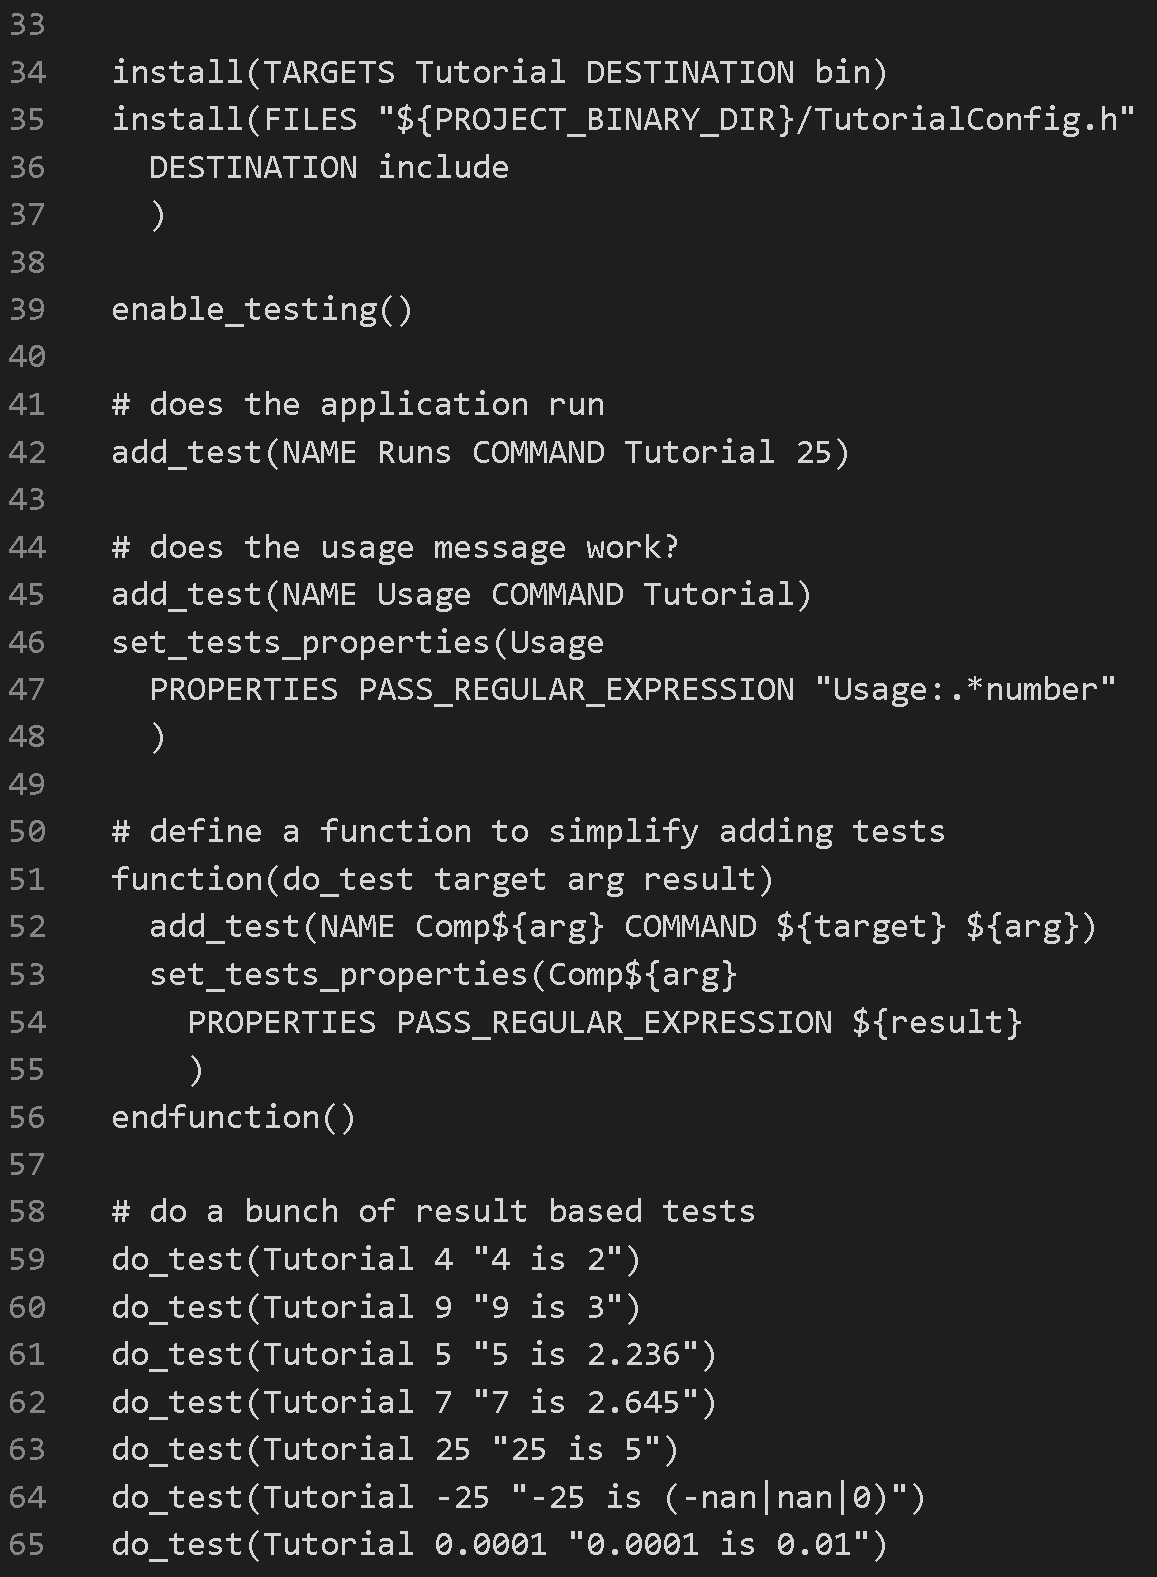 33
34 install(TARGETS Tutorial DESTINATION bin)
35 install(FILES "${PROJECT_BINARY_DIR}/TutorialConfig.h"
36   DESTINATION include
37   )
38
39 enable_testing()
40
41 # does the application run
42 add_test(NAME Runs COMMAND Tutorial 25)
43
44 # does the usage message work?
45 add_test(NAME Usage COMMAND Tutorial)
46 set_tests_properties(Usage
47   PROPERTIES PASS_REGULAR_EXPRESSION "Usage:.*number"
48   )
49
50 # define a function to simplify adding tests
51 function(do_test target arg result)
52   add_test(NAME Comp${arg} COMMAND ${target} ${arg})
53   set_tests_properties(Comp${arg}
54     PROPERTIES PASS_REGULAR_EXPRESSION ${result}
55     )
56 endfunction()
57
58 # do a bunch of result based tests
59 do_test(Tutorial 4 "4 is 2")
60 do_test(Tutorial 9 "9 is 3")
61 do_test(Tutorial 5 "5 is 2.236")
62 do_test(Tutorial 7 "7 is 2.645")
63 do_test(Tutorial 25 "25 is 5")
64 do_test(Tutorial -25 "-25 is (-nan|nan|0)")
65 do_test(Tutorial 0.0001 "0.0001 is 0.01")